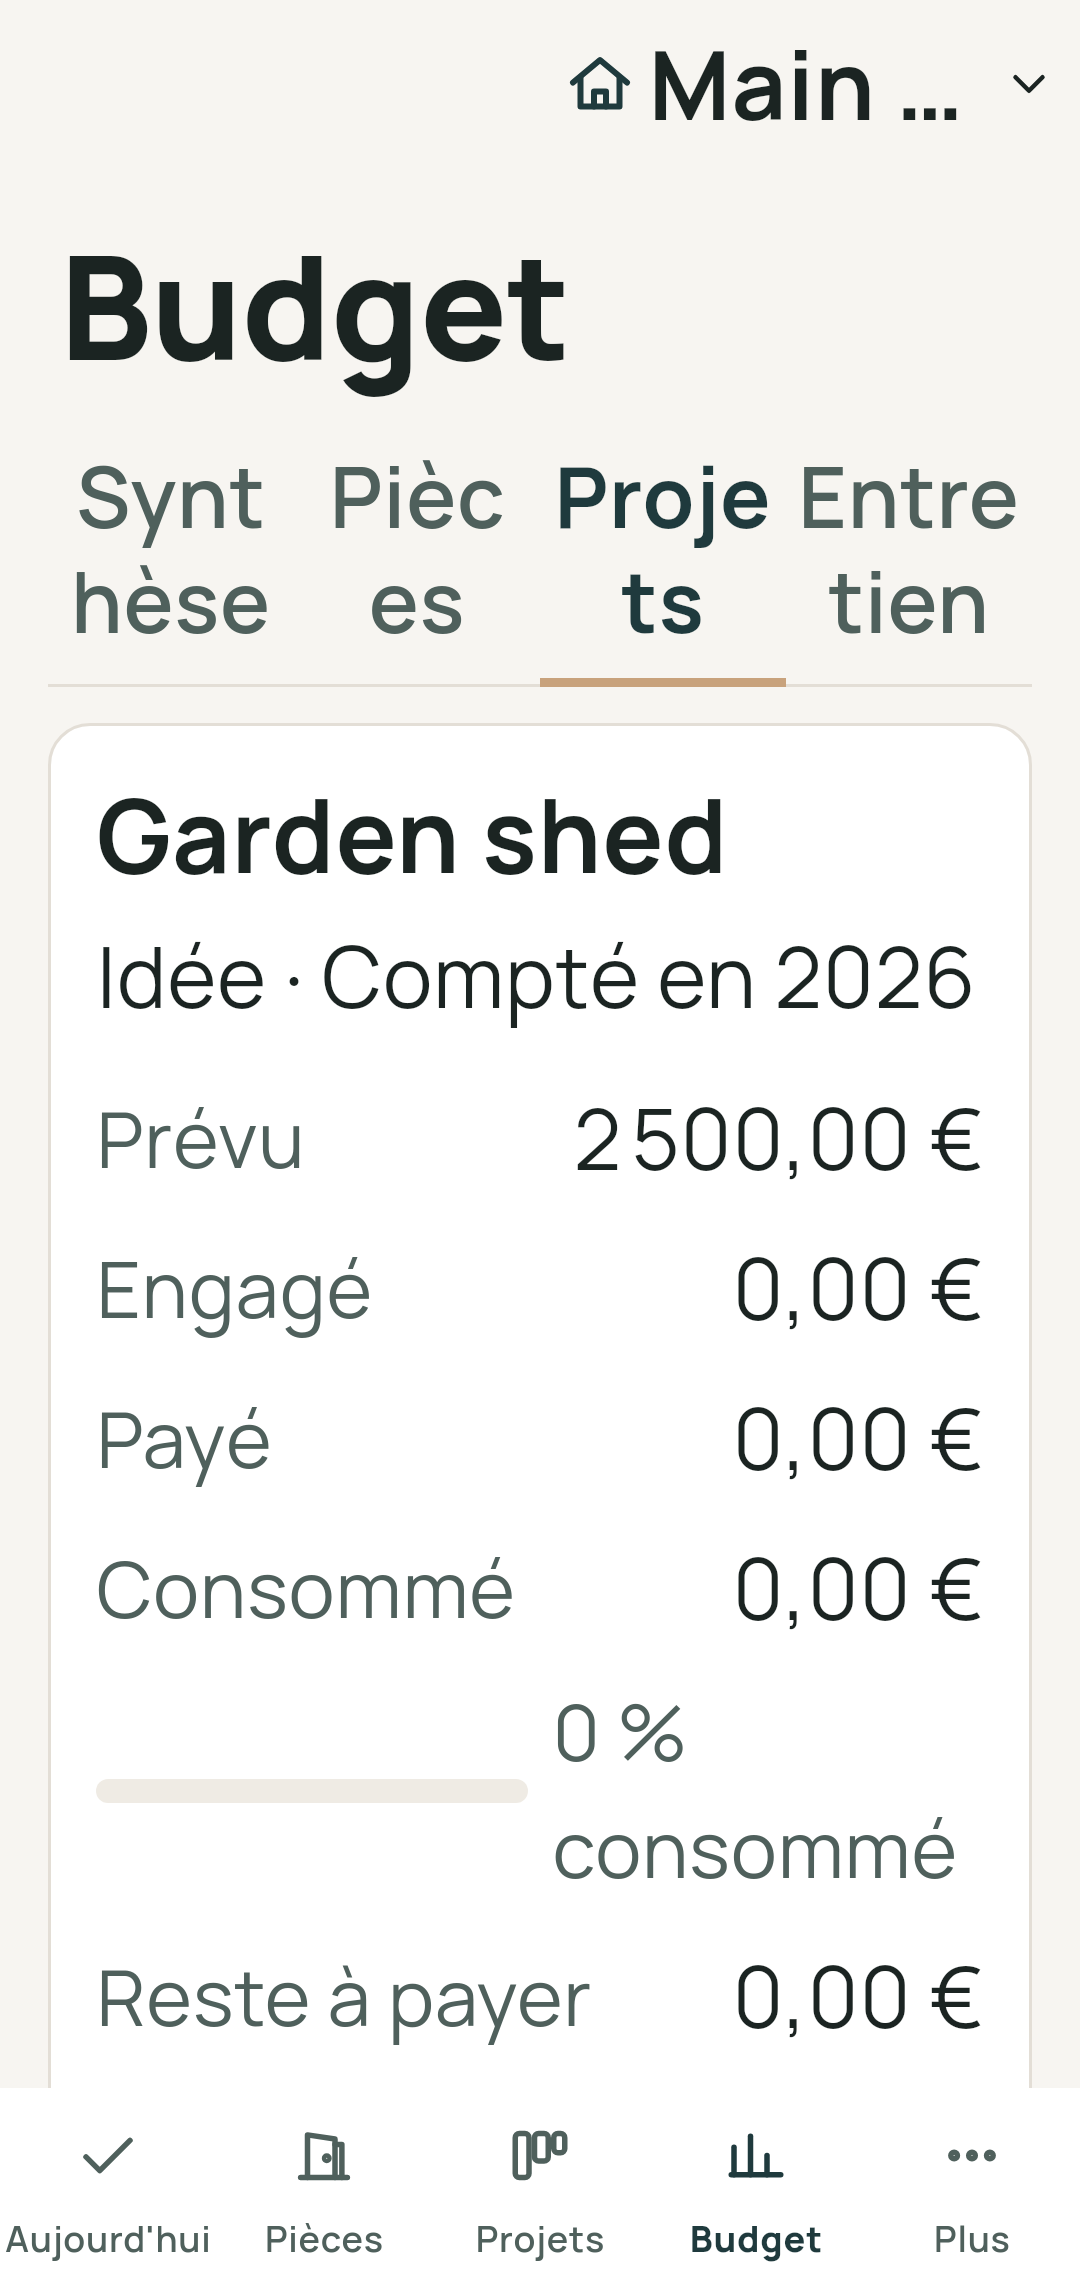 Main ...
Budget
Synt
hèse
Pièc
es
Proje
ts
Entre
tien
Garden shed
Idée · Compté en 2026
Prévu 2 500,00 €
Engagé 0,00 €
Payé 0,00 €
Consommé 0,00 €
0 %
consommé
Reste à payer 0,00 €
Aujourd'hui Pièces Projets Budget Plus